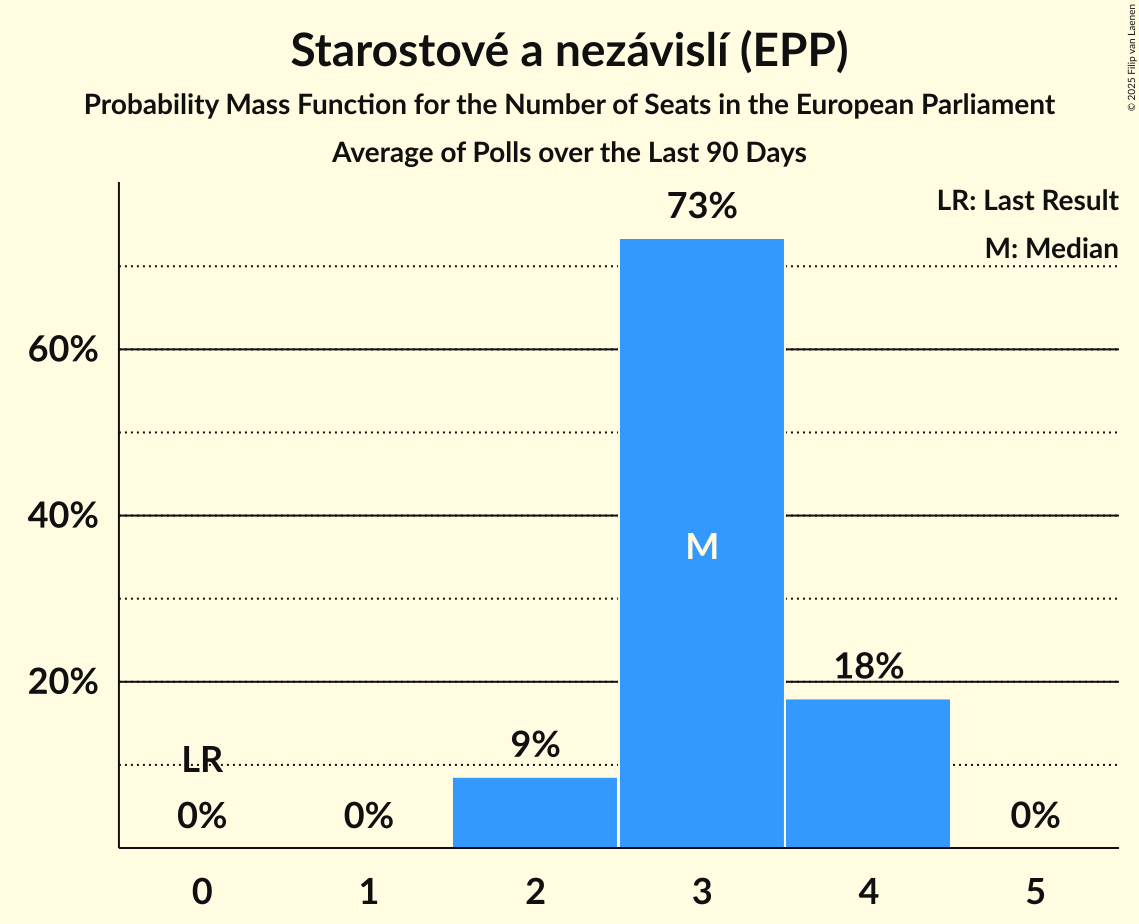 Starostové a nezávislí (EPP)
Probability Mass Function for the Number of Seats in the European Parliament
Average of Polls over the Last 90 Days
© 2025 Filip van Laenen
LR: Last Result
M: Median
73%
60%
40%
M
18%
20%
9%
LR
0%
0%
0%
0
1
2
3
4
5